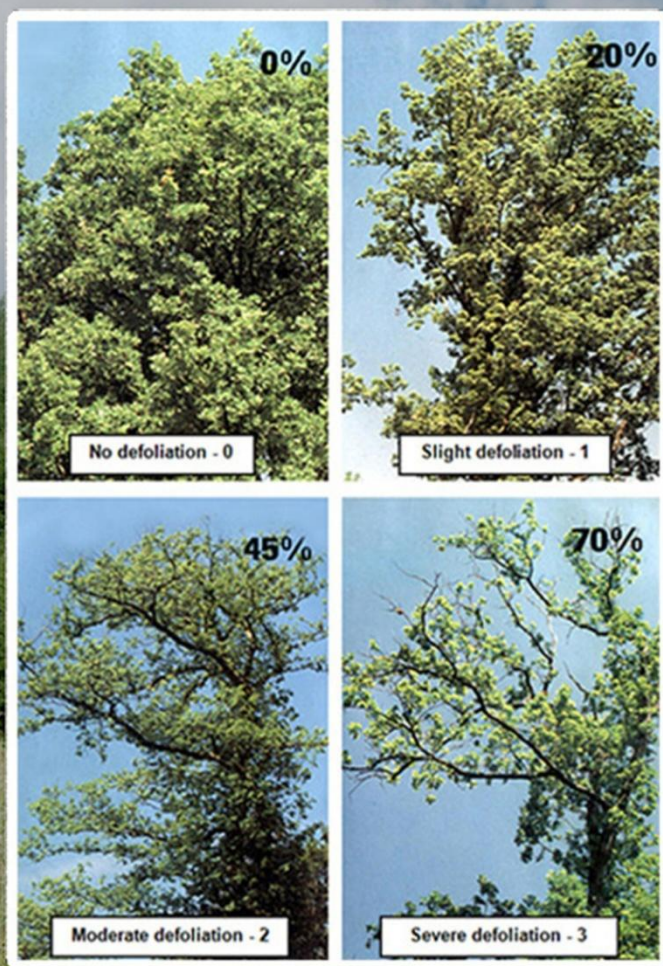 0%
No defoliation - 0
20%
Slight defoliation - 1
45%
Moderate defoliation - 2
70%
Severe defoliation - 3